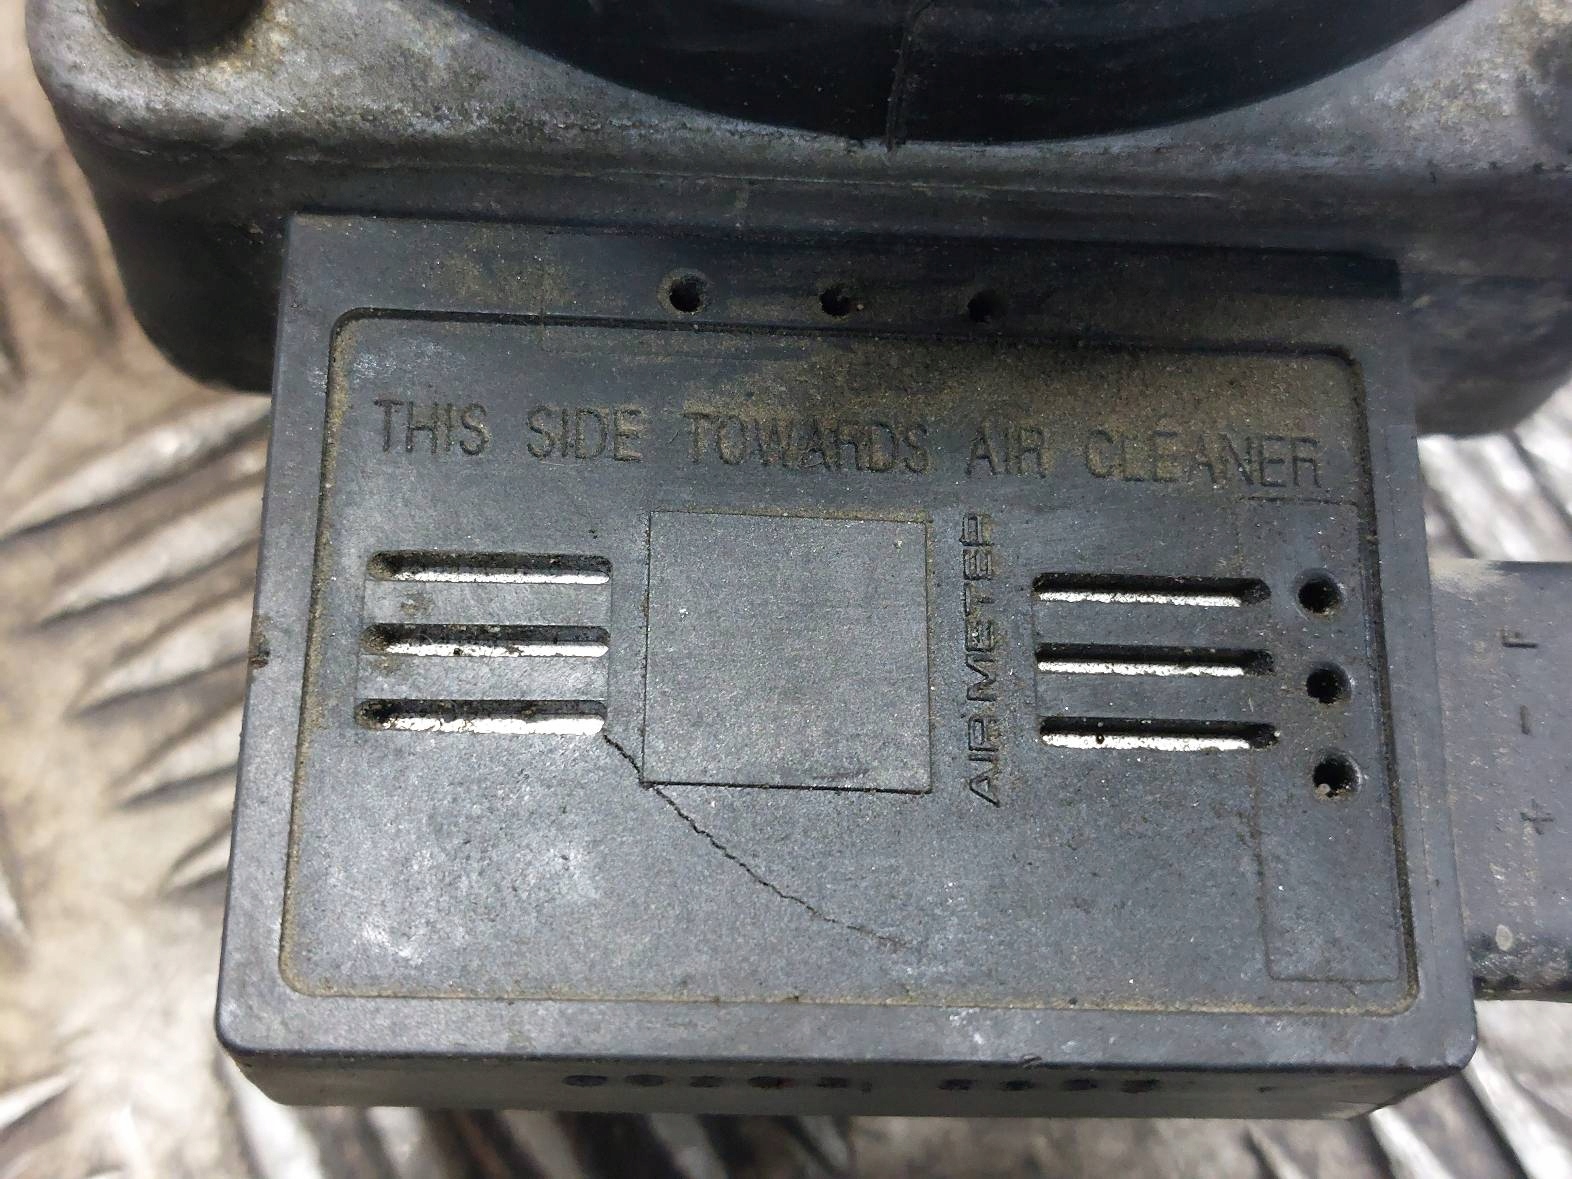 THIS SIDE TOWARDS AIR CLEANER
AIR METER
F
-
+